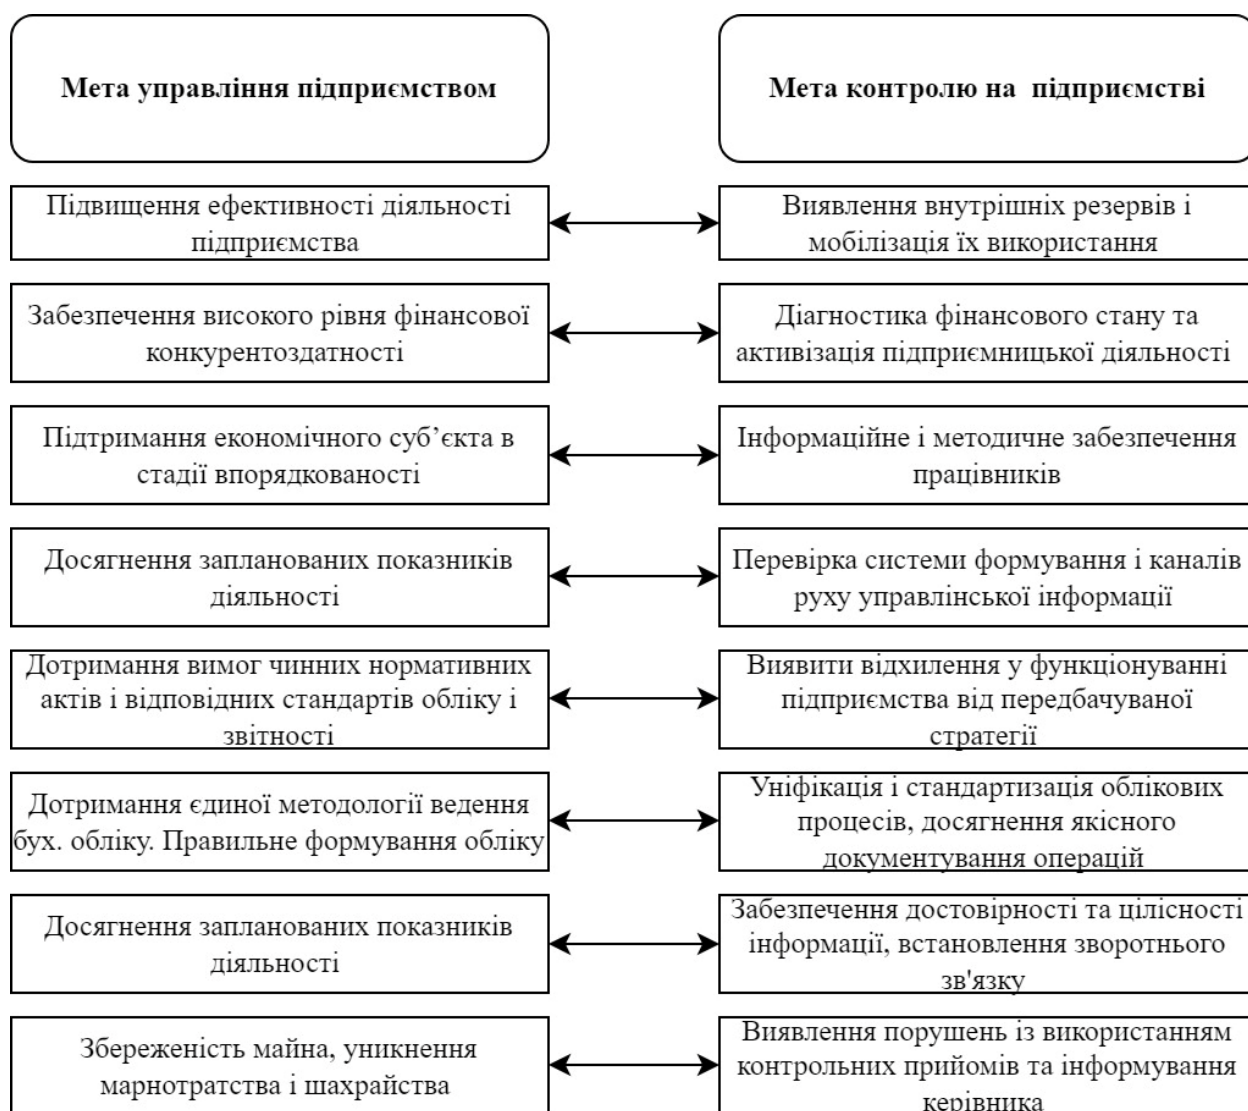 Мета управління підприємством
Мета контролю на підприємстві
Підвищення ефективності діяльності
підприємства
Виявлення внутрішніх резервів і
мобілізація їх використання
Забезпечення високого рівня фінансової
конкурентоздатності
Діагностика фінансового стану та
активізація підприємницької діяльності
Підтримання економічного суб’єкта в
стадії впорядкованості
Інформаційне і методичне забезпечення
працівників
Досягнення запланованих показників
діяльності
Перевірка системи формування і каналів
руху управлінської інформації
Дотримання вимог чинних нормативних
актів і відповідних стандартів обліку і
звітності
Виявити відхилення у функціонуванні
підприємства від передбачуваної
стратегії
Дотримання єдиної методології ведення
бух. обліку. Правильне формування обліку
Уніфікація і стандартизація облікових
процесів, досягнення якісного
документування операцій
Досягнення запланованих показників
діяльності
Забезпечення достовірності та цілісності
інформації, встановлення зворотнього
зв'язку
Збереженість майна, уникнення
марнотратства і шахрайства
Виявлення порушень із використанням
контрольних прийомів та інформування
керівника